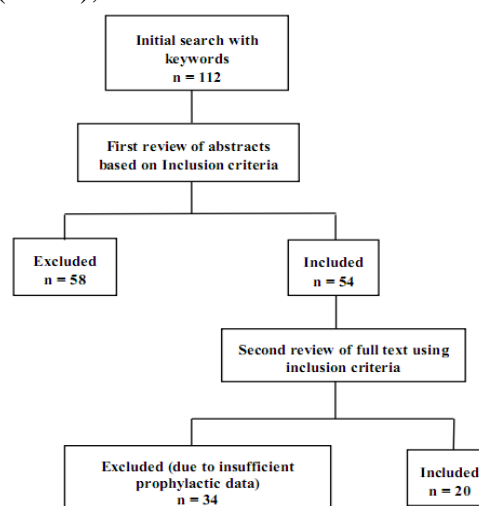 Initial search with
keywords
n = 112
First review of abstracts
based on Inclusion criteria
Excluded
n = 58
Included
n = 54
Second review of full text using
inclusion criteria
Excluded (due to insufficient
prophylactic data)
n = 34
Included
n = 20